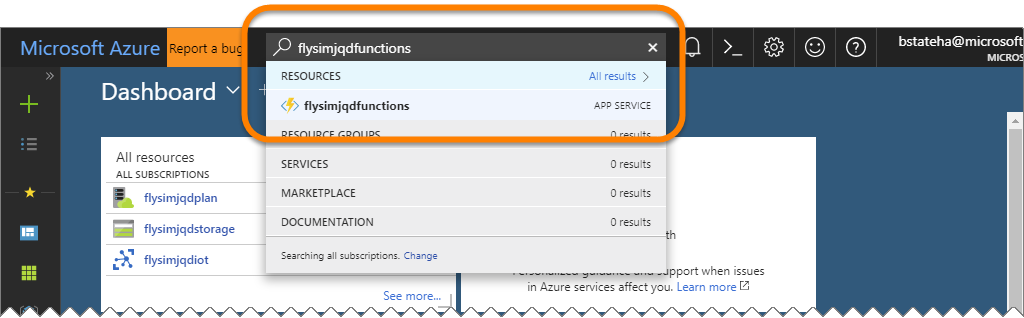 Microsoft Azure
Report a bug
flysimjqdfunctions
bstateha@microsoft
MICROS
RESOURCES
All results
flysimjqdfunctions
APP SERVICE
RESOURCE GROUPS
0 results
SERVICES
0 results
MARKETPLACE
0 results
DOCUMENTATION
0 results
Searching all subscriptions. Change
Dashboard
All resources
ALL SUBSCRIPTIONS
flysimjqdplan
flysimjqdstorage
flysimjqdiot
See more...
Personalized guidance and support when issues
in Azure services affect you. Learn more